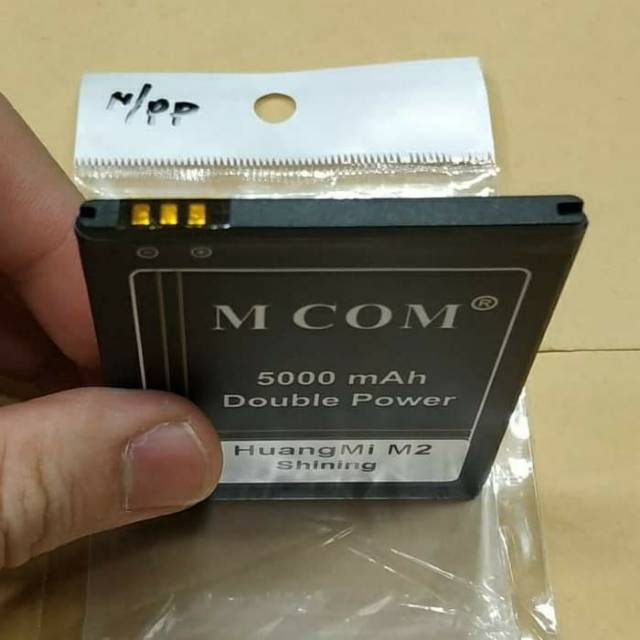 N/PP
M COM®
5000 mAh
Double Power
HuangMi M2
Shining